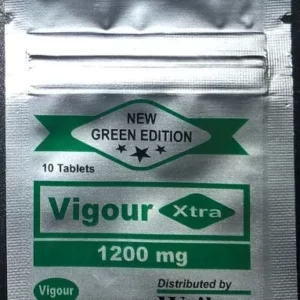 NEW
GREEN EDITION
10 Tablets
Vigour Xtra
1200 mg
Vigour
Distributed by